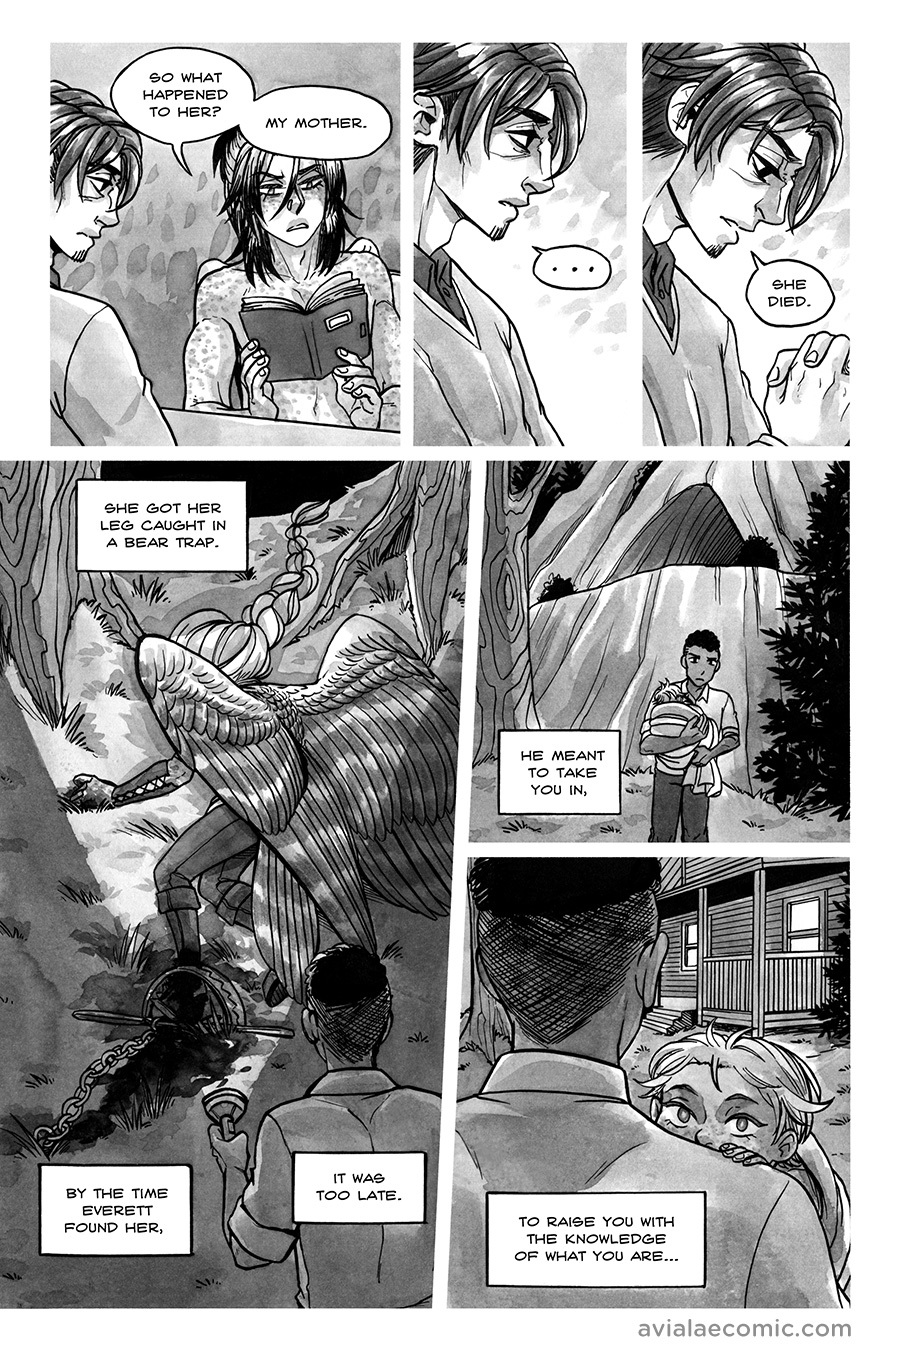 SO WHAT
HAPPENED
TO HER?
MY MOTHER.
...
SHE
DIED.
SHE GOT HER
LEG CAUGHT IN
A BEAR TRAP.
BY THE TIME
EVERETT
FOUND HER,
IT WAS
TOO LATE.
HE MEANT
TO TAKE
YOU IN,
TO RAISE YOU WITH
THE KNOWLEDGE
OF WHAT YOU ARE...
avialaecomic.com